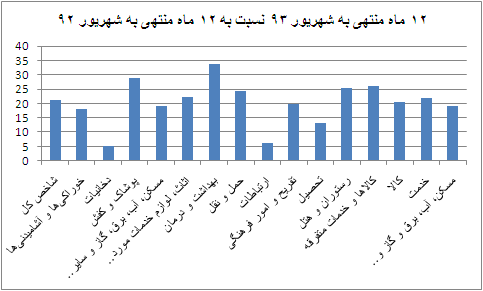 ۱۲ ماه منتهی به شهریور ۹۳ نسبت به ۱۲ ماه منتهی به شهریور ۹۲
40
35
30
25
20
15
10
5
0
شاخص کل
خوراکی‌ها و آشامیدنی‌ها
دخانیات
پوشاک و کفش
مسکن، آب، برق، گاز و سایر..
اثاث، لوازم خدمات مورد..
بهداشت و درمان
حمل و نقل
ارتباطات
تفریح و امور فرهنگی
تحصیل
رستوران و هتل
کالاها و خدمات متفرقه
کالا
خدمت
مسکن، آب، برق و گاز و..